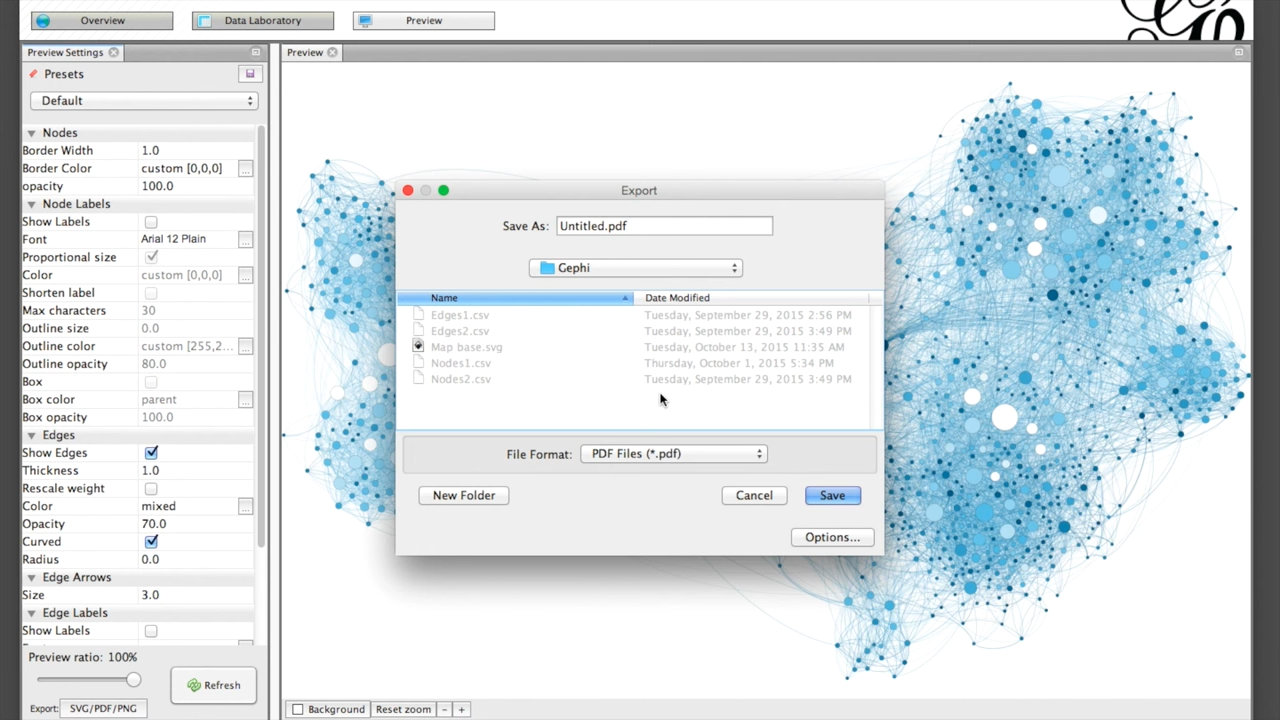 Overview Data Laboratory Preview
Preview Settings
Presets
Default
Nodes
Border Width 1.0
Border Color custom [0,0,0] ...
opacity 100.0
Node Labels
Show Labels
Font Arial 12 Plain ...
Proportional size
Color custom [0,0,0] ...
Shorten label
Max characters 30
Outline size 0.0
Outline color custom [255,2... ...
Outline opacity 80.0
Box
Box color parent ...
Box opacity 100.0
Edges
Show Edges
Thickness 1.0
Rescale weight
Color mixed ...
Opacity 70.0
Curved
Radius 0.0
Edge Arrows
Size 3.0
Edge Labels
Show Labels
Preview ratio: 100%
Refresh
Export: SVG/PDF/PNG
Preview
Export
Save As: Untitled.pdf
Gephi
Name Date Modified
Edges1.csv Tuesday, September 29, 2015 2:56 PM
Edges2.csv Tuesday, September 29, 2015 3:49 PM
Map base.svg Tuesday, October 13, 2015 11:35 AM
Nodes1.csv Thursday, October 1, 2015 5:34 PM
Nodes2.csv Tuesday, September 29, 2015 3:49 PM
File Format: PDF Files (*.pdf)
New Folder Cancel Save
Options...
Background Reset zoom - +